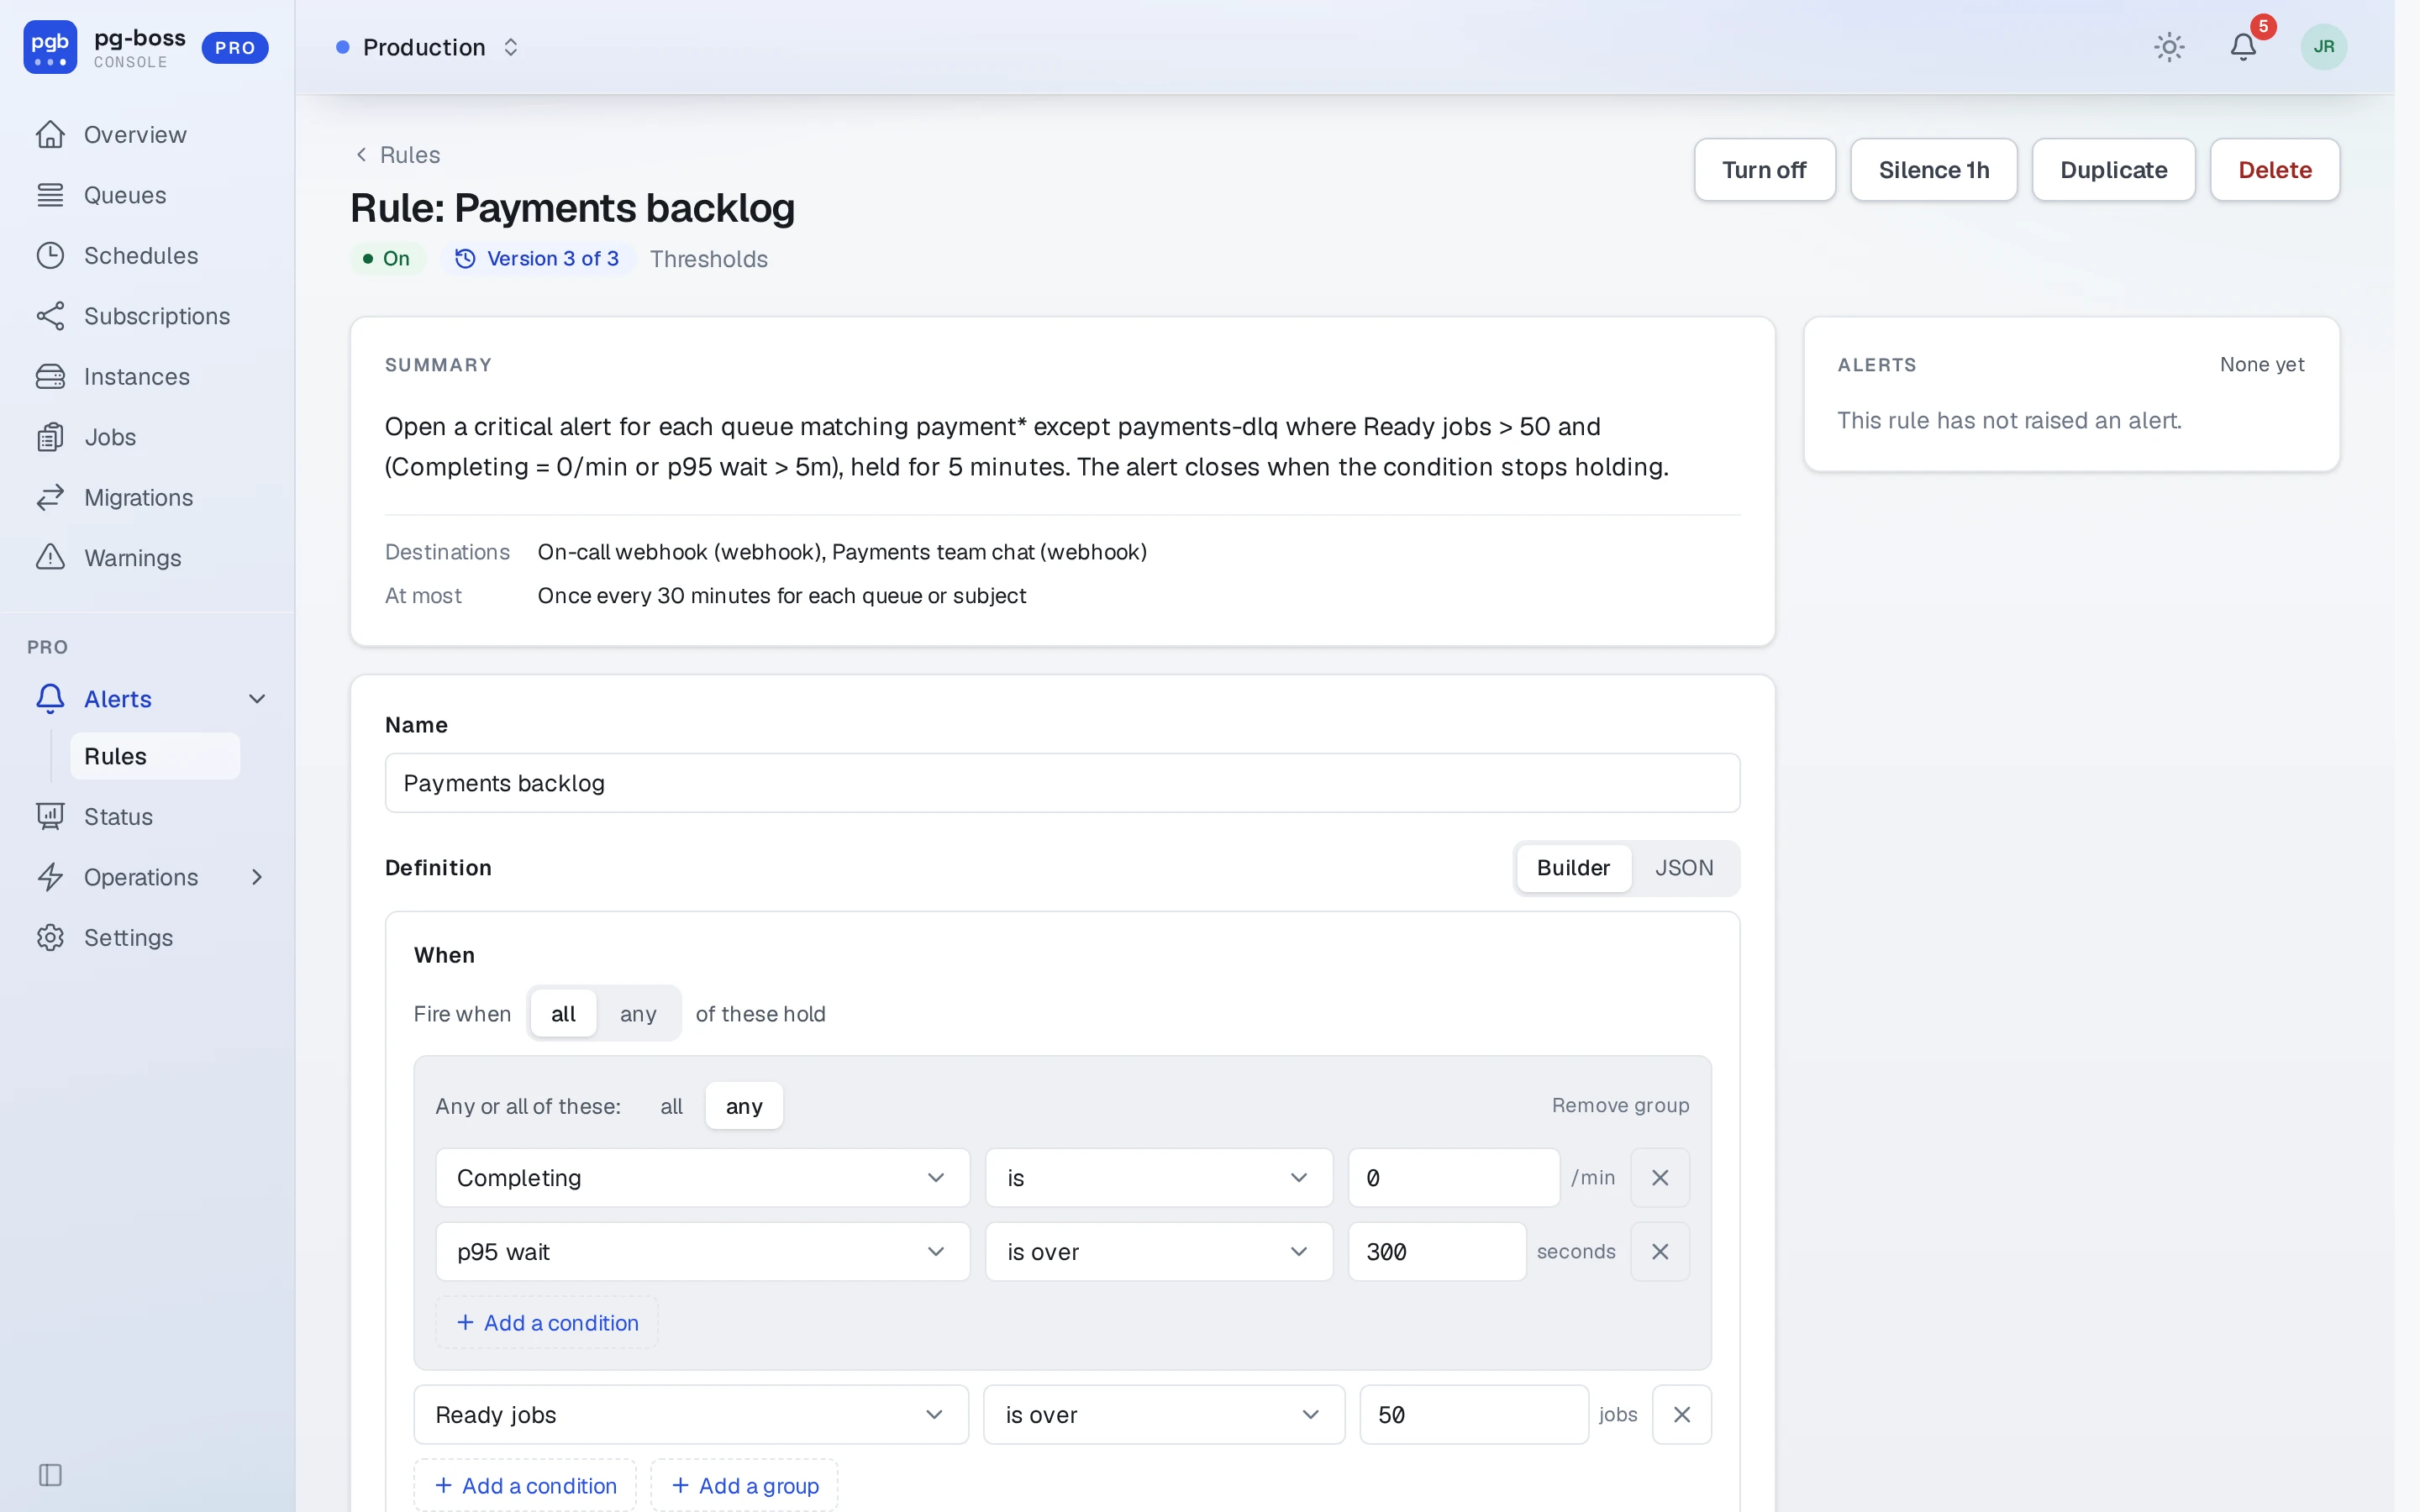 pgb
pg-boss
CONSOLE
PRO
Overview
Queues
Schedules
Subscriptions
Instances
Jobs
Migrations
Warnings
PRO
Alerts
Rules
Status
Operations
Settings
Production
5
JR
Rules
Rule: Payments backlog
On
Version 3 of 3
Thresholds
Turn off
Silence 1h
Duplicate
Delete
SUMMARY
Open a critical alert for each queue matching payment* except payments-dlq where Ready jobs > 50 and
(Completing = 0/min or p95 wait > 5m), held for 5 minutes. The alert closes when the condition stops holding.
Destinations On-call webhook (webhook), Payments team chat (webhook)
At most Once every 30 minutes for each queue or subject
ALERTS
None yet
This rule has not raised an alert.
Name
Payments backlog
Definition
Builder JSON
When
Fire when all any of these hold
Any or all of these: all any
Remove group
Completing is 0 /min
p95 wait is over 300 seconds
+ Add a condition
Ready jobs is over 50 jobs
+ Add a condition + Add a group